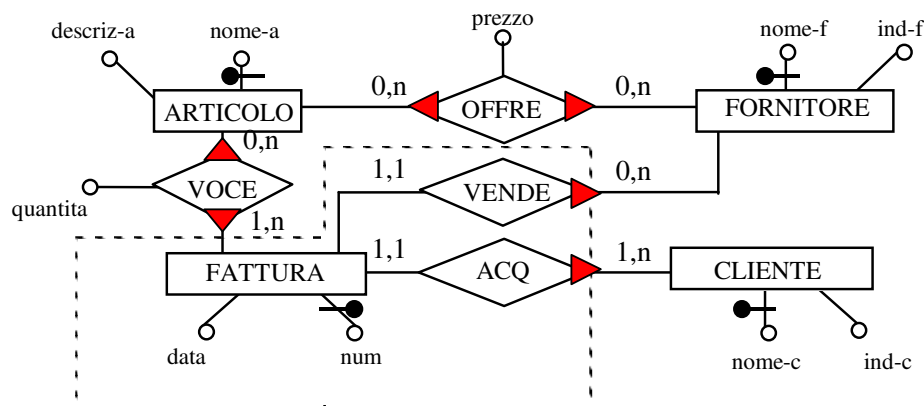 prezzo
descriz-a nome-a nome-f ind-f
0,n 0,n
ARTICOLO OFFRE FORNITORE
0,n
1,1 0,n
VOCE VENDE
quantita 1,n
1,1 1,n
FATTURA ACQ CLIENTE
data num nome-c ind-c